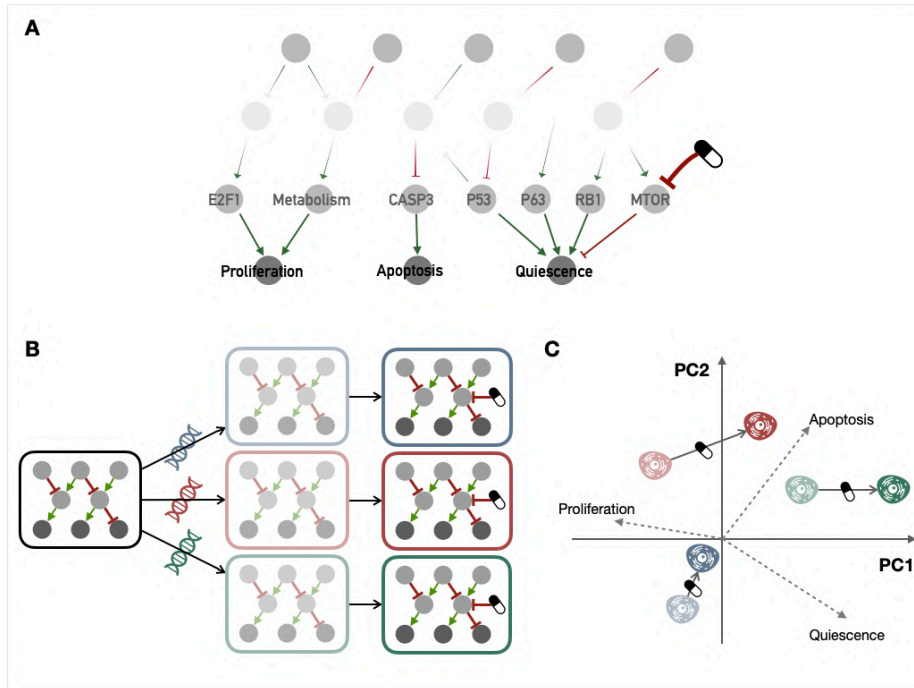 A
E2F1 Metabolism CASP3 P53 P63 RB1 MTOR
Proliferation Apoptosis Quiescence
B
C
PC2
Apoptosis
Proliferation
PC1
Quiescence